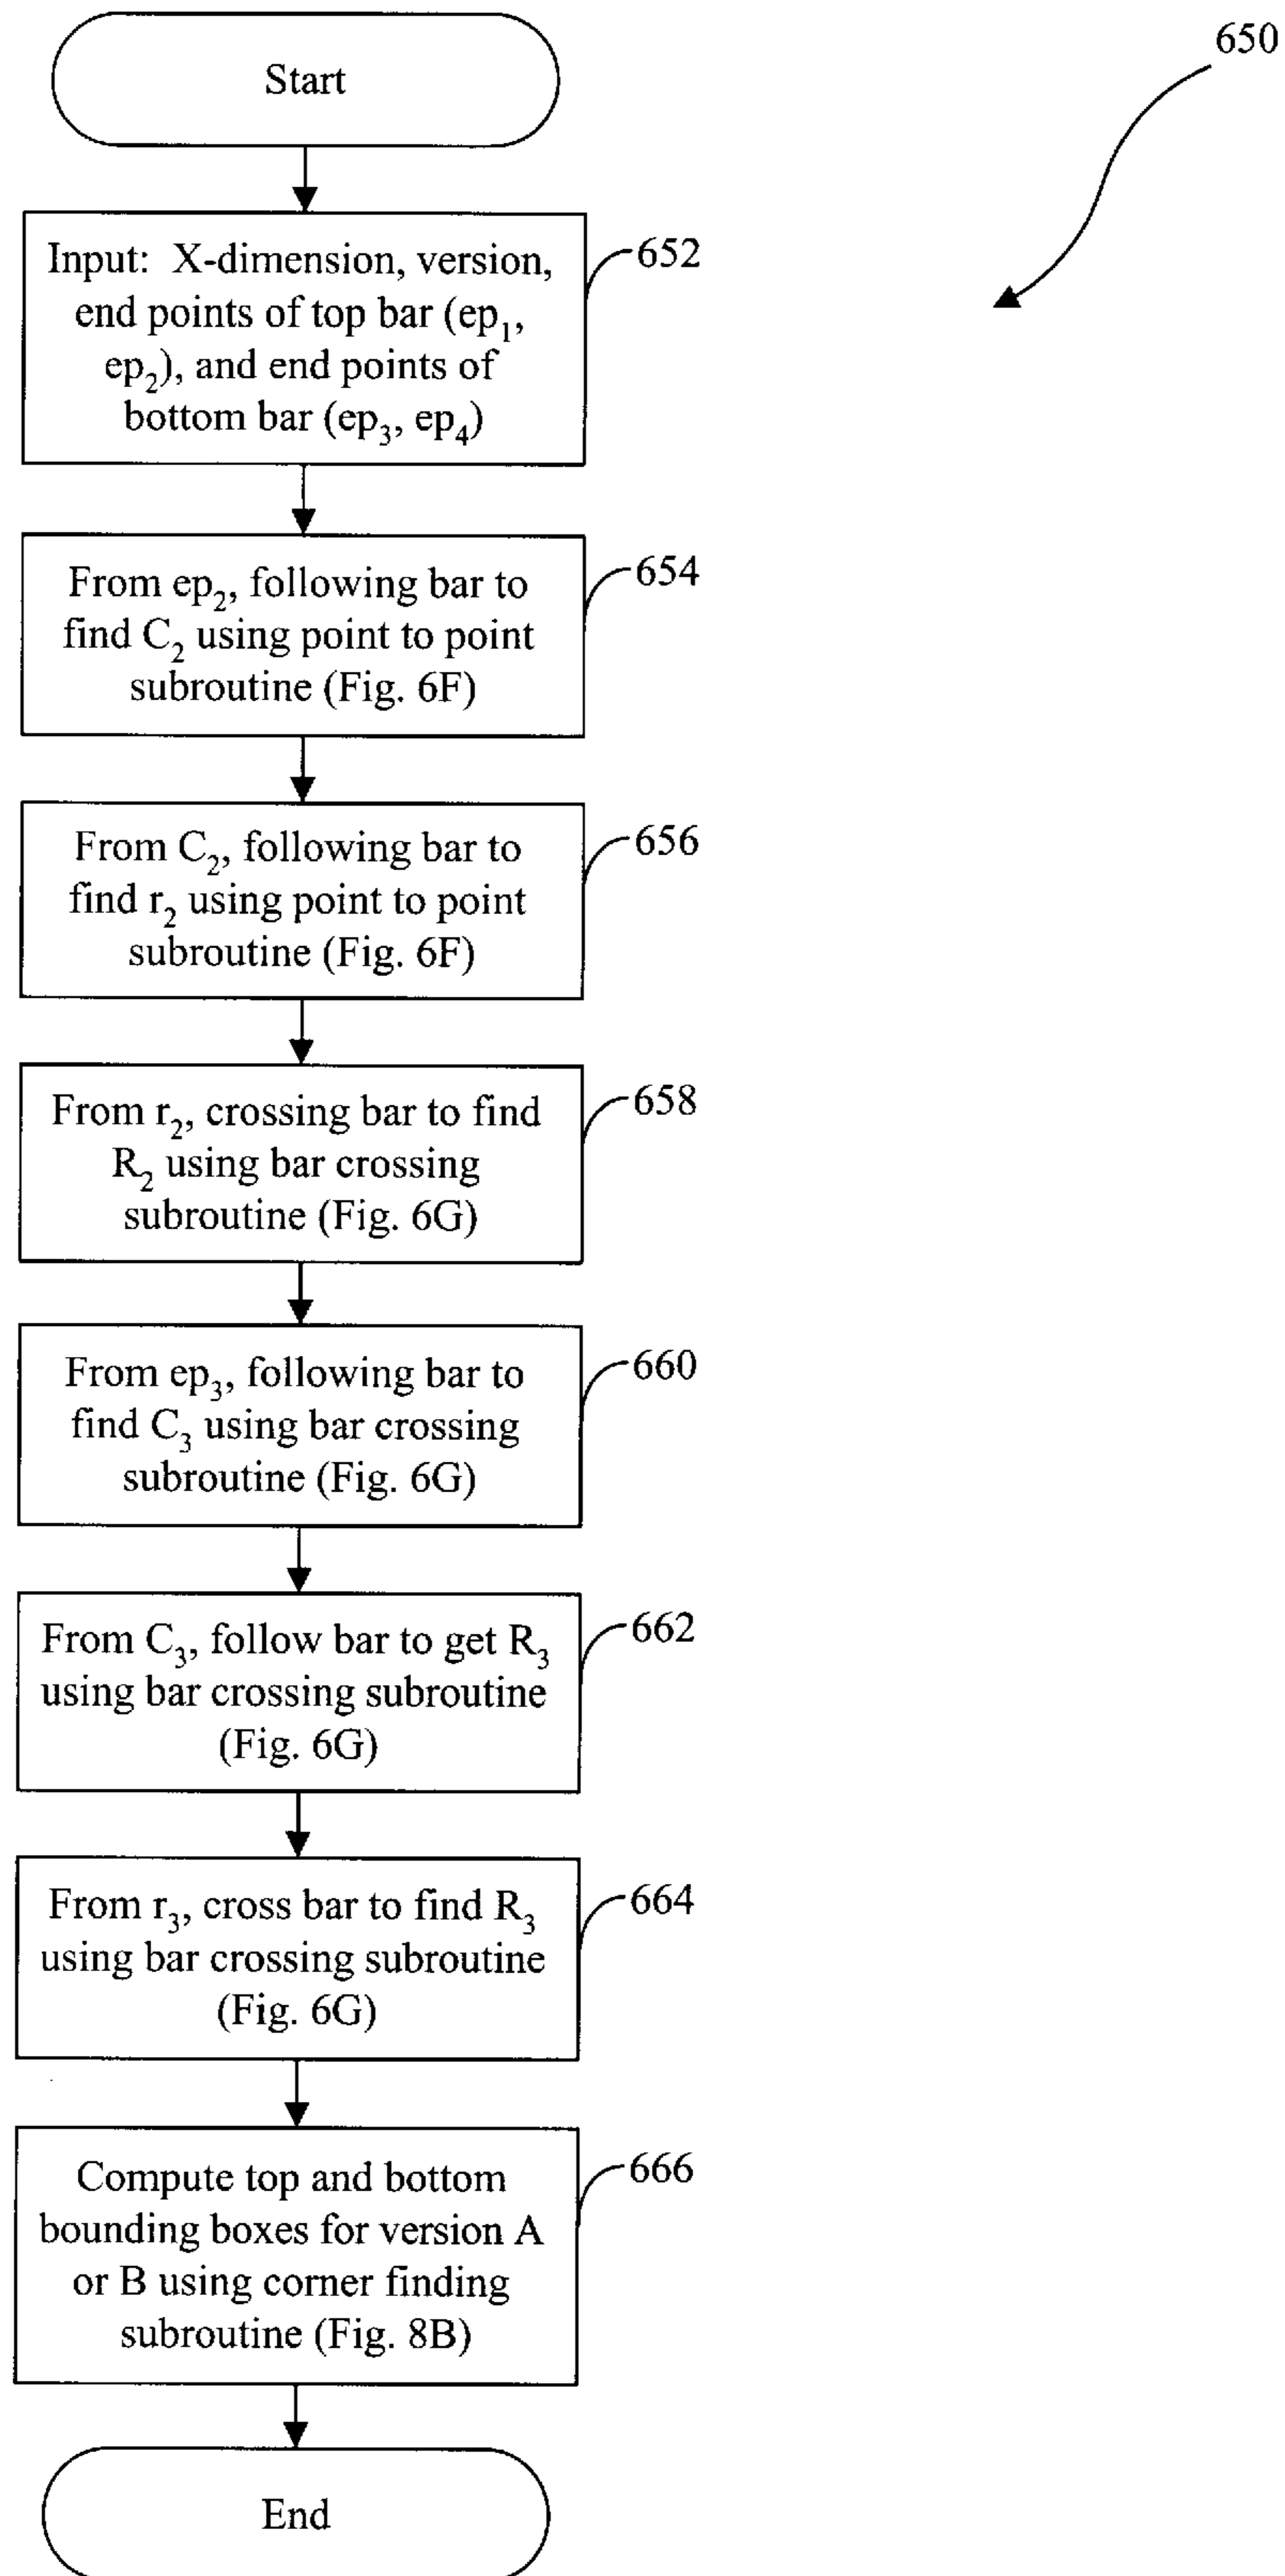 650
Start
Input: X-dimension, version,
end points of top bar (ep₁,
ep₂), and end points of
bottom bar (ep₃, ep₄)
652
From ep₂, following bar to
find C₂ using point to point
subroutine (Fig. 6F)
654
From C₂, following bar to
find r₂ using point to point
subroutine (Fig. 6F)
656
From r₂, crossing bar to find
R₂ using bar crossing
subroutine (Fig. 6G)
658
From ep₃, following bar to
find C₃ using bar crossing
subroutine (Fig. 6G)
660
From C₃, follow bar to get R₃
using bar crossing subroutine
(Fig. 6G)
662
From r₃, cross bar to find R₃
using bar crossing subroutine
(Fig. 6G)
664
Compute top and bottom
bounding boxes for version A
or B using corner finding
subroutine (Fig. 8B)
666
End